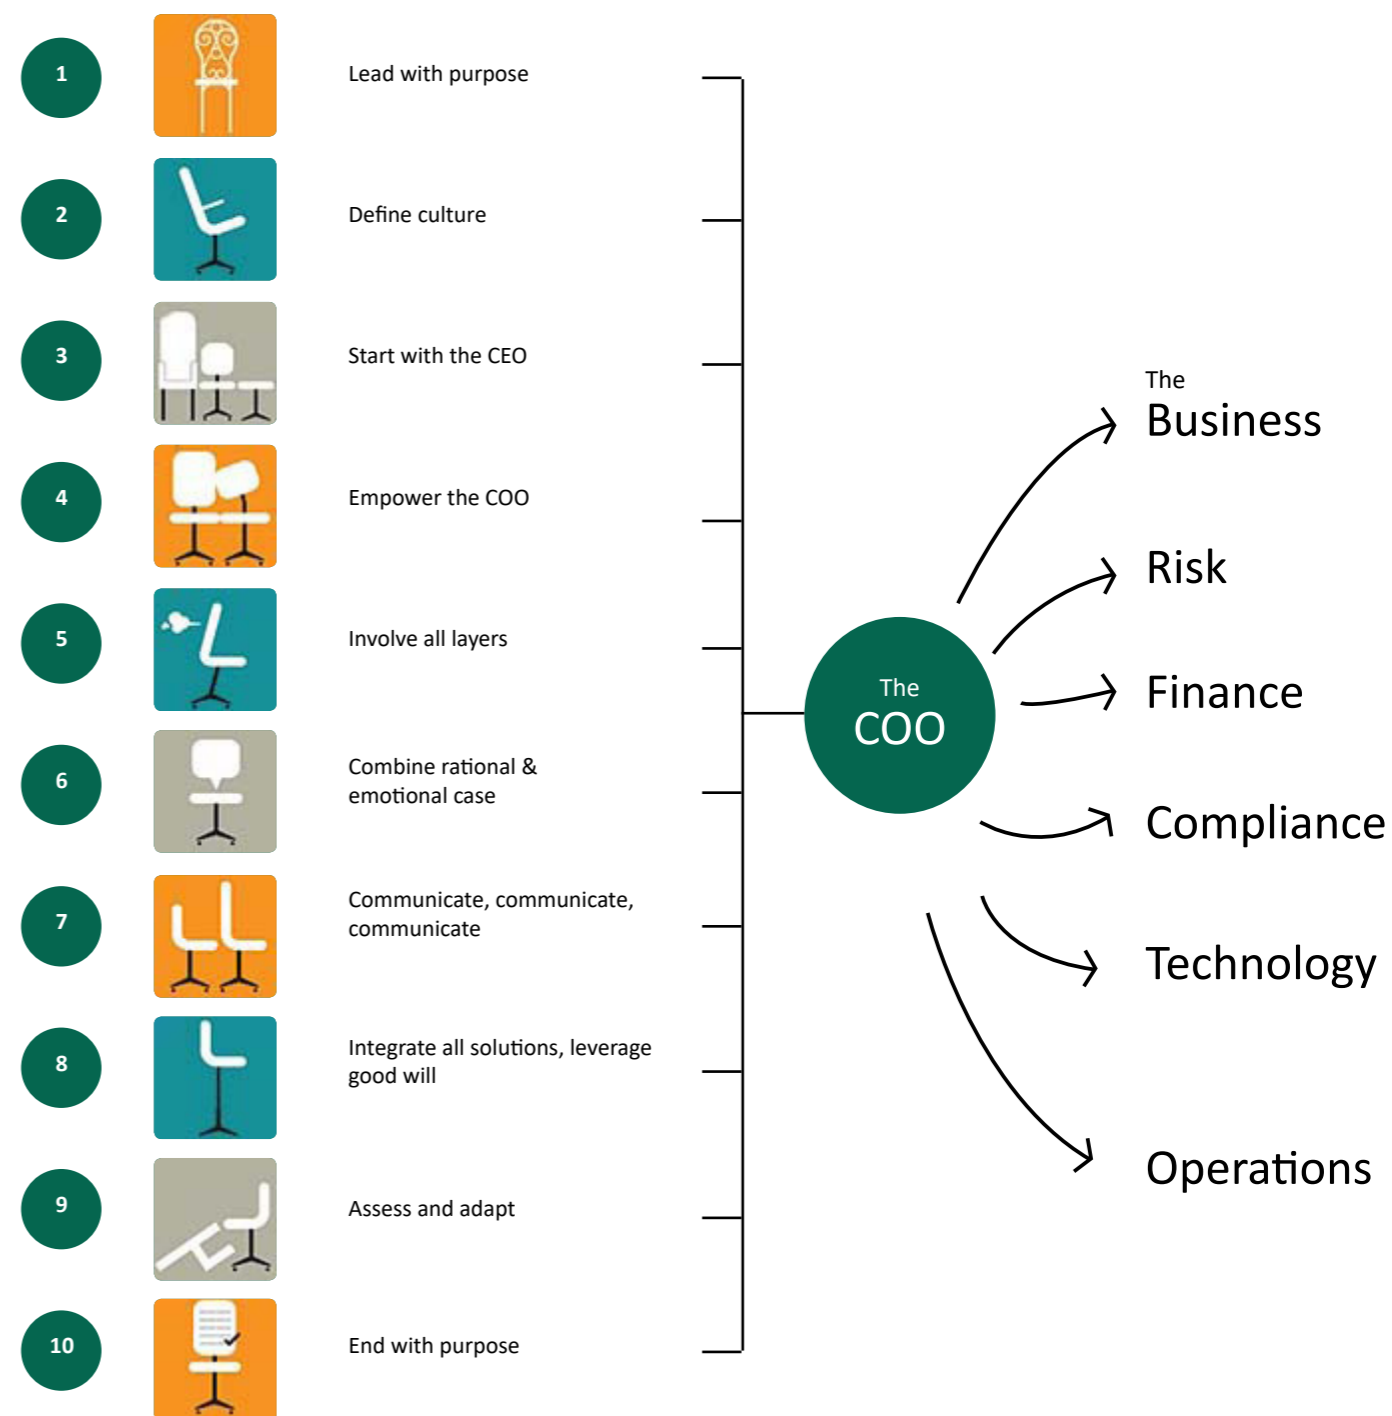 1
Lead with purpose
2
Define culture
3
Start with the CEO
4
Empower the COO
5
Involve all layers
6
Combine rational &
emotional case
7
Communicate, communicate,
communicate
8
Integrate all solutions, leverage
good will
9
Assess and adapt
10
End with purpose
The
COO
The
Business
Risk
Finance
Compliance
Technology
Operations